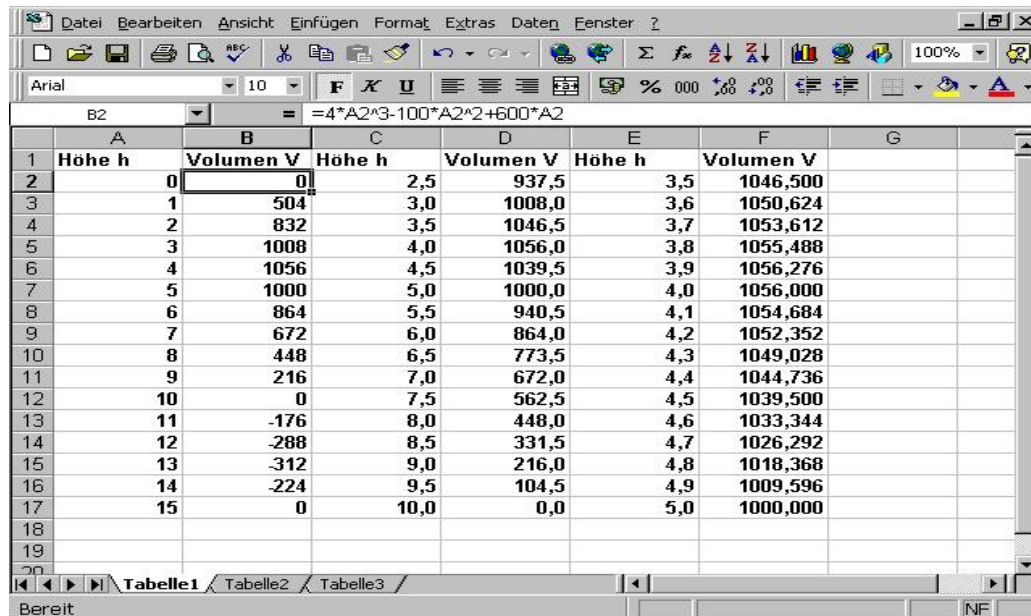 Datei Bearbeiten Ansicht Einfügen Format Extras Daten Fenster ?
ABC Σ fx A Z Z A 100%
Arial 10 F K U % 000 ,0 ,00 ,00 ,0 A
B2 = =4*A2^3-100*A2^2+600*A2
A B C D E F G
1 Höhe h Volumen V Höhe h Volumen V Höhe h Volumen V
2 0 0 2,5 937,5 3,5 1046,500
3 1 504 3,0 1008,0 3,6 1050,624
4 2 832 3,5 1046,5 3,7 1053,612
5 3 1008 4,0 1056,0 3,8 1055,488
6 4 1056 4,5 1039,5 3,9 1056,276
7 5 1000 5,0 1000,0 4,0 1056,000
8 6 864 5,5 940,5 4,1 1054,684
9 7 672 6,0 864,0 4,2 1052,352
10 8 448 6,5 773,5 4,3 1049,028
11 9 216 7,0 672,0 4,4 1044,736
12 10 0 7,5 562,5 4,5 1039,500
13 11 -176 8,0 448,0 4,6 1033,344
14 12 -288 8,5 331,5 4,7 1026,292
15 13 -312 9,0 216,0 4,8 1018,368
16 14 -224 9,5 104,5 4,9 1009,596
17 15 0 10,0 0,0 5,0 1000,000
18
19
20
Tabelle1 Tabelle2 Tabelle3
Bereit NF